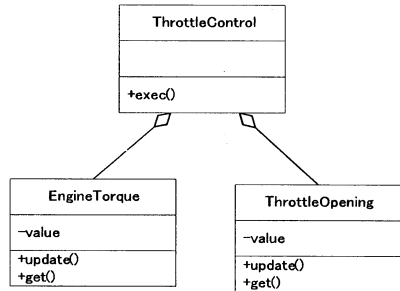 ThrottleControl
+exec()
EngineTorque
-value
+update()
+get()
ThrottleOpening
-value
+update()
+get()